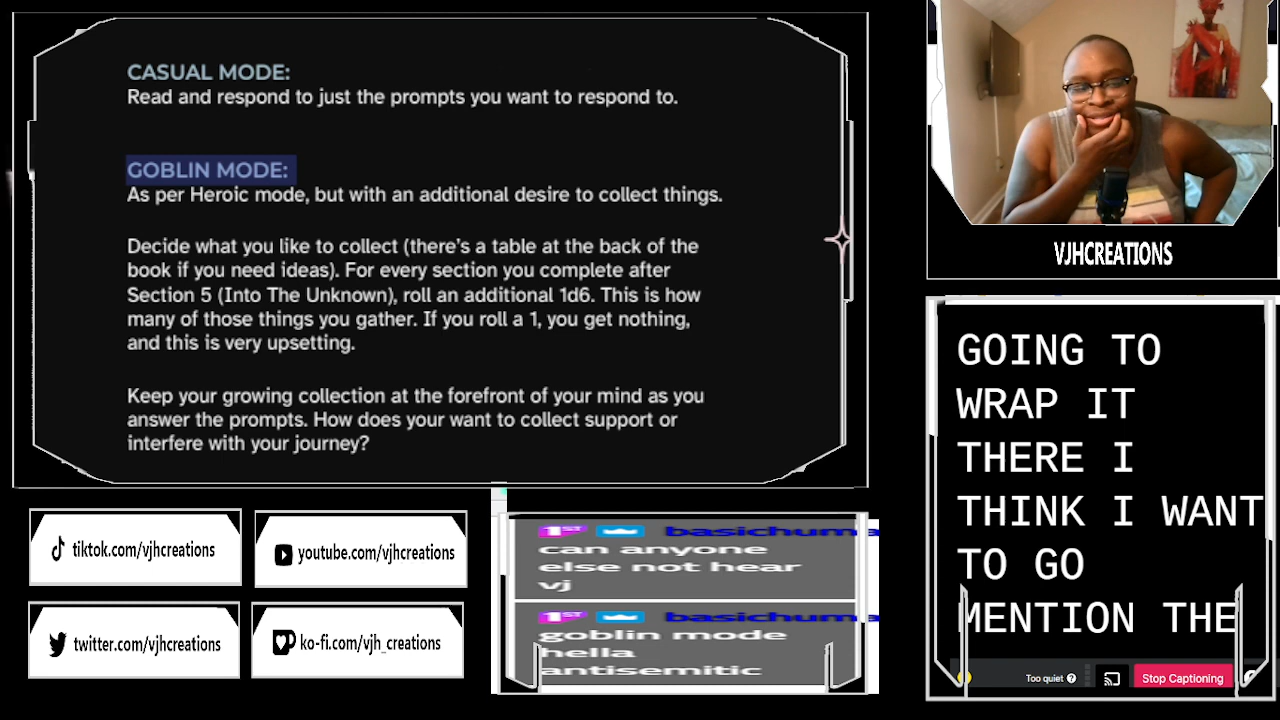 CASUAL MODE:
Read and respond to just the prompts you want to respond to.
GOBLIN MODE:
As per Heroic mode, but with an additional desire to collect things.
Decide what you like to collect (there's a table at the back of the
book if you need ideas). For every section you complete after
Section 5 (Into The Unknown), roll an additional 1d6. This is how
many of those things you gather. If you roll a 1, you get nothing,
and this is very upsetting.
Keep your growing collection at the forefront of your mind as you
answer the prompts. How does your want to collect support or
interfere with your journey?
VJHCREATIONS
GOING TO
WRAP IT
THERE I
THINK I WANT
TO GO
MENTION THE
Too quiet
Stop Captioning
tiktok.com/vjhcreations
youtube.com/vjhcreations
twitter.com/vjhcreations
ko-fi.com/vjh_creations
1ST basichuma
can anyone
else not hear
vj
1ST basichuma
goblin mode
hella
antisemitic